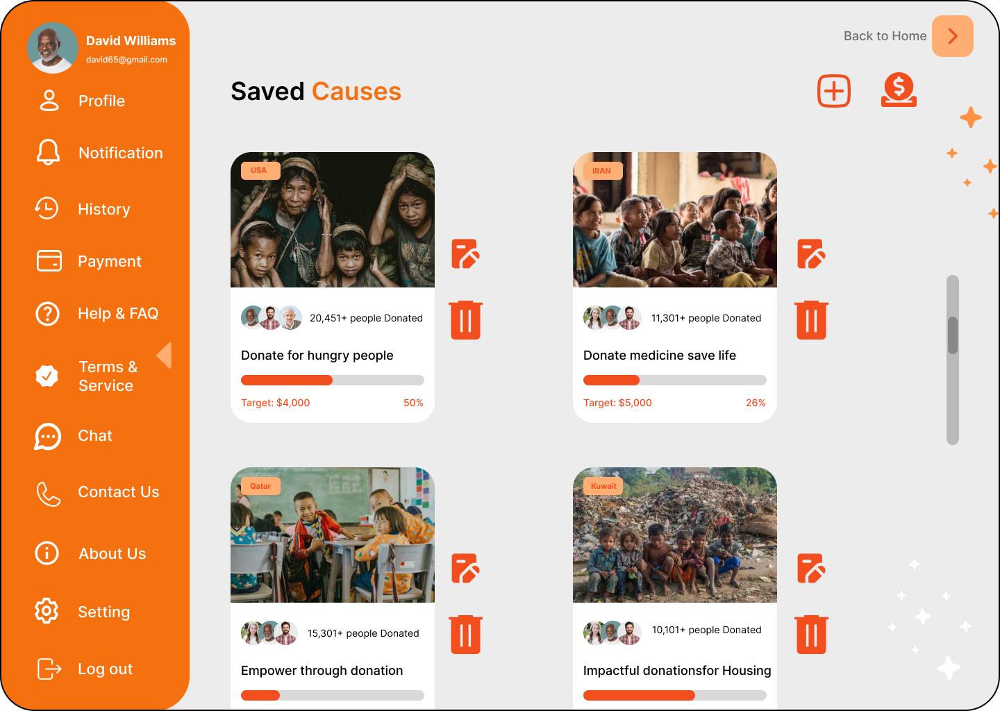 David Williams
david65@gmail.com
Profile
Notification
History
Payment
Help & FAQ
Terms &
Service
Chat
Contact Us
About Us
Setting
Log out
Back to Home
Saved Causes
USA
20,451+ people Donated
Donate for hungry people
Target: $4,000 50%
IRAN
11,301+ people Donated
Donate medicine save life
Target: $5,000 26%
Qatar
15,301+ people Donated
Empower through donation
Kuwait
10,101+ people Donated
Impactful donationsfor Housing